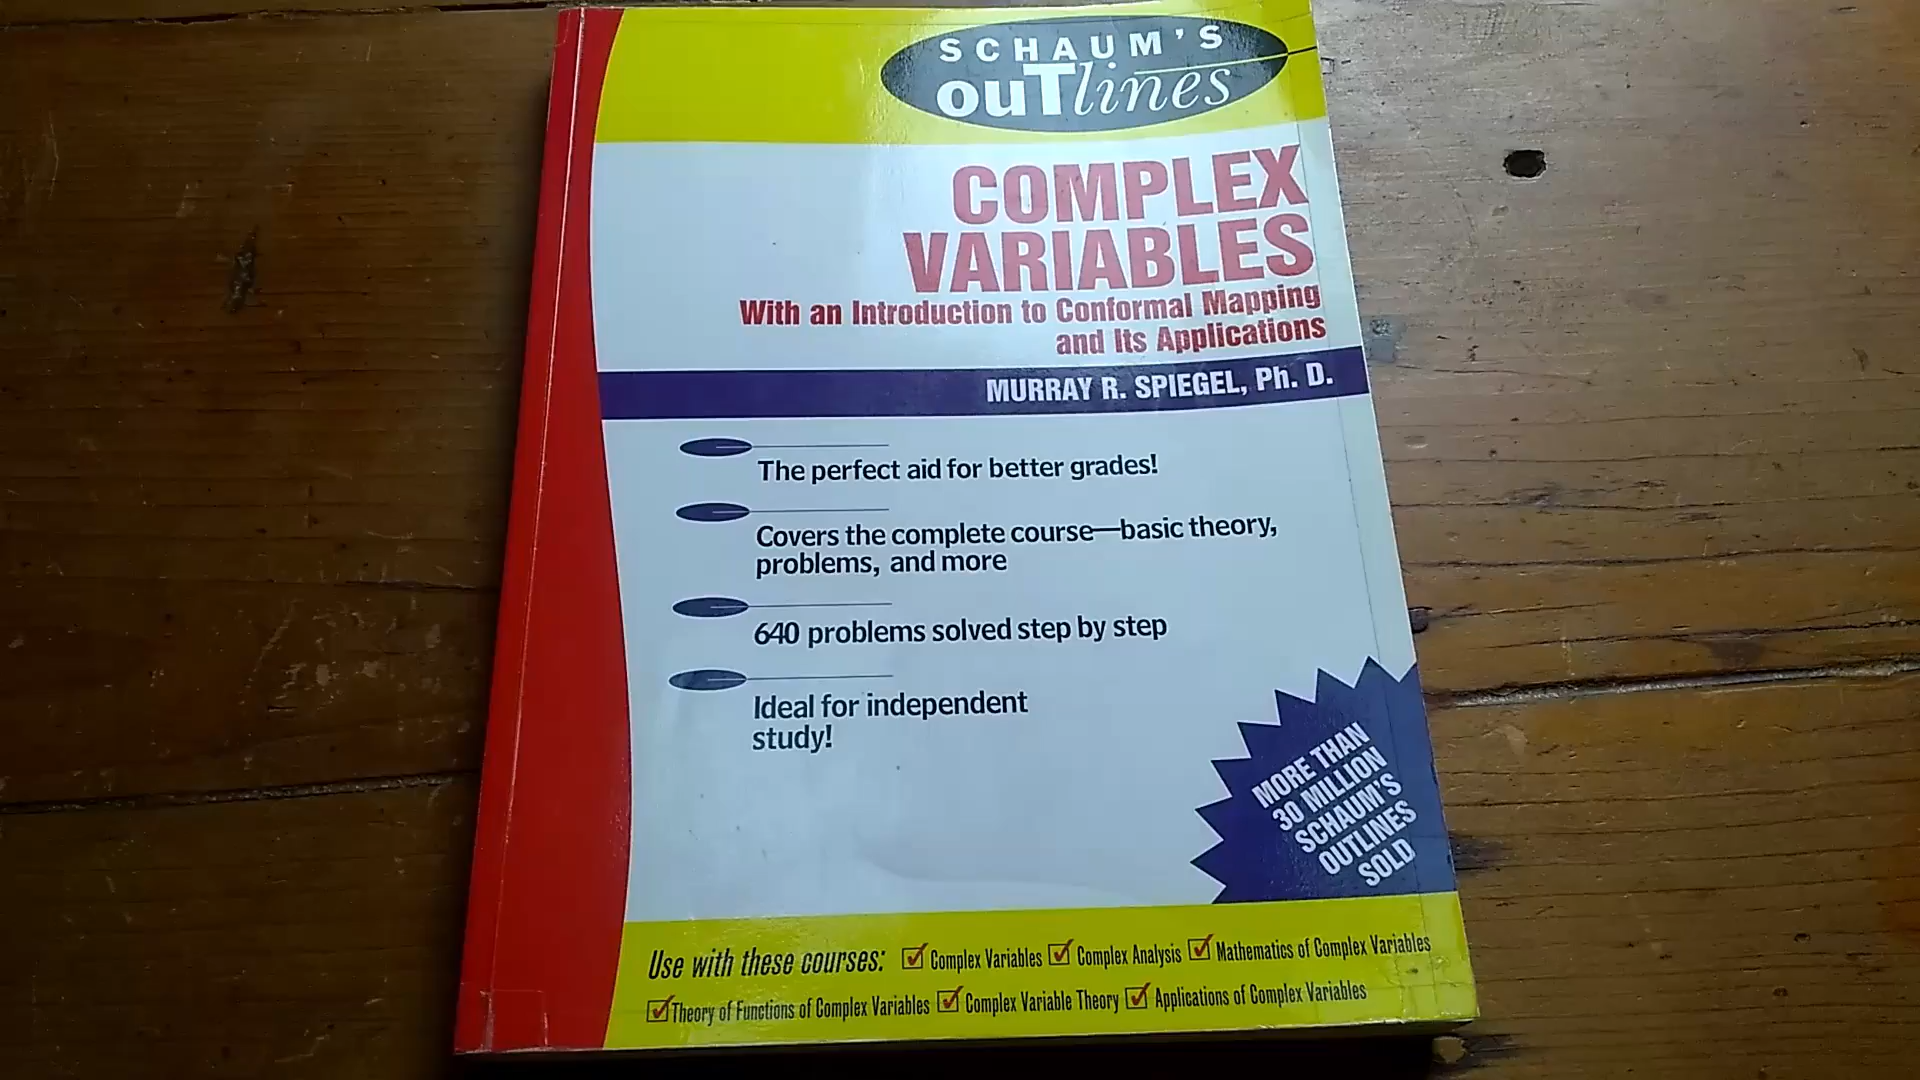 SCHAUM'S
ouTlines
COMPLEX
VARIABLES
With an Introduction to Conformal Mapping
and Its Applications
MURRAY R. SPIEGEL, Ph. D.
The perfect aid for better grades!
Covers the complete course—basic theory,
problems, and more
640 problems solved step by step
Ideal for independent
study!
MORE THAN
30 MILLION
SCHAUM'S
OUTLINES
SOLD
Use with these courses: ☑ Complex Variables ☑ Complex Analysis ☑ Mathematics of Complex Variables
☑ Theory of Functions of Complex Variables ☑ Complex Variable Theory ☑ Applications of Complex Variables